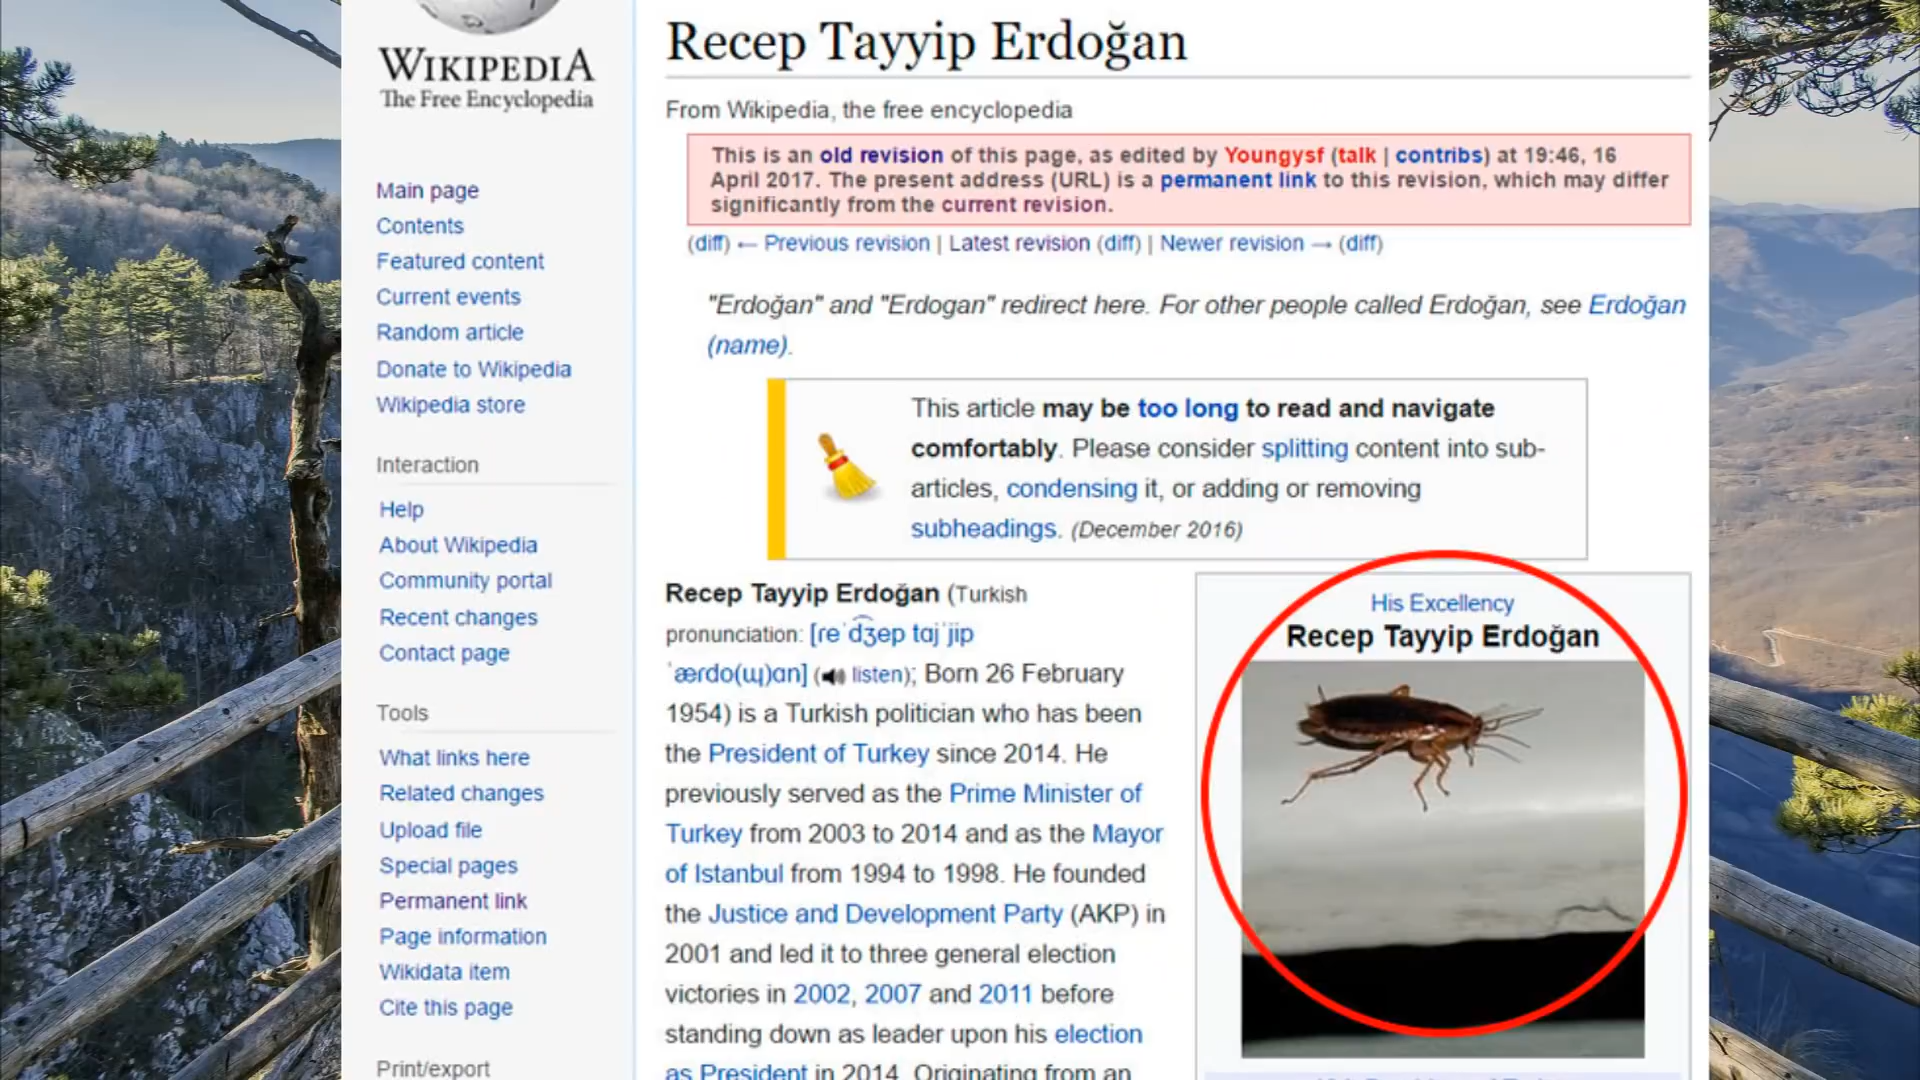 WIKIPEDIA
The Free Encyclopedia
Main page
Contents
Featured content
Current events
Random article
Donate to Wikipedia
Wikipedia store
Interaction
Help
About Wikipedia
Community portal
Recent changes
Contact page
Tools
What links here
Related changes
Upload file
Special pages
Permanent link
Page information
Wikidata item
Cite this page
Print/export
Recep Tayyip Erdoğan
From Wikipedia, the free encyclopedia
This is an old revision of this page, as edited by Youngysf (talk | contribs) at 19:46, 16
April 2017. The present address (URL) is a permanent link to this revision, which may differ
significantly from the current revision.
(diff) ← Previous revision | Latest revision (diff) | Newer revision → (diff)
"Erdoğan" and "Erdogan" redirect here. For other people called Erdoğan, see Erdoğan
(name).
This article may be too long to read and navigate
comfortably. Please consider splitting content into sub-
articles, condensing it, or adding or removing
subheadings. (December 2016)
Recep Tayyip Erdoğan (Turkish
pronunciation: [ɾeˈd͡ʒep tɑjˈjip
ˈæɾdo(ɰ)ɑn] (listen); Born 26 February
1954) is a Turkish politician who has been
the President of Turkey since 2014. He
previously served as the Prime Minister of
Turkey from 2003 to 2014 and as the Mayor
of Istanbul from 1994 to 1998. He founded
the Justice and Development Party (AKP) in
2001 and led it to three general election
victories in 2002, 2007 and 2011 before
standing down as leader upon his election
as President in 2014. Originating from an
His Excellency
Recep Tayyip Erdoğan